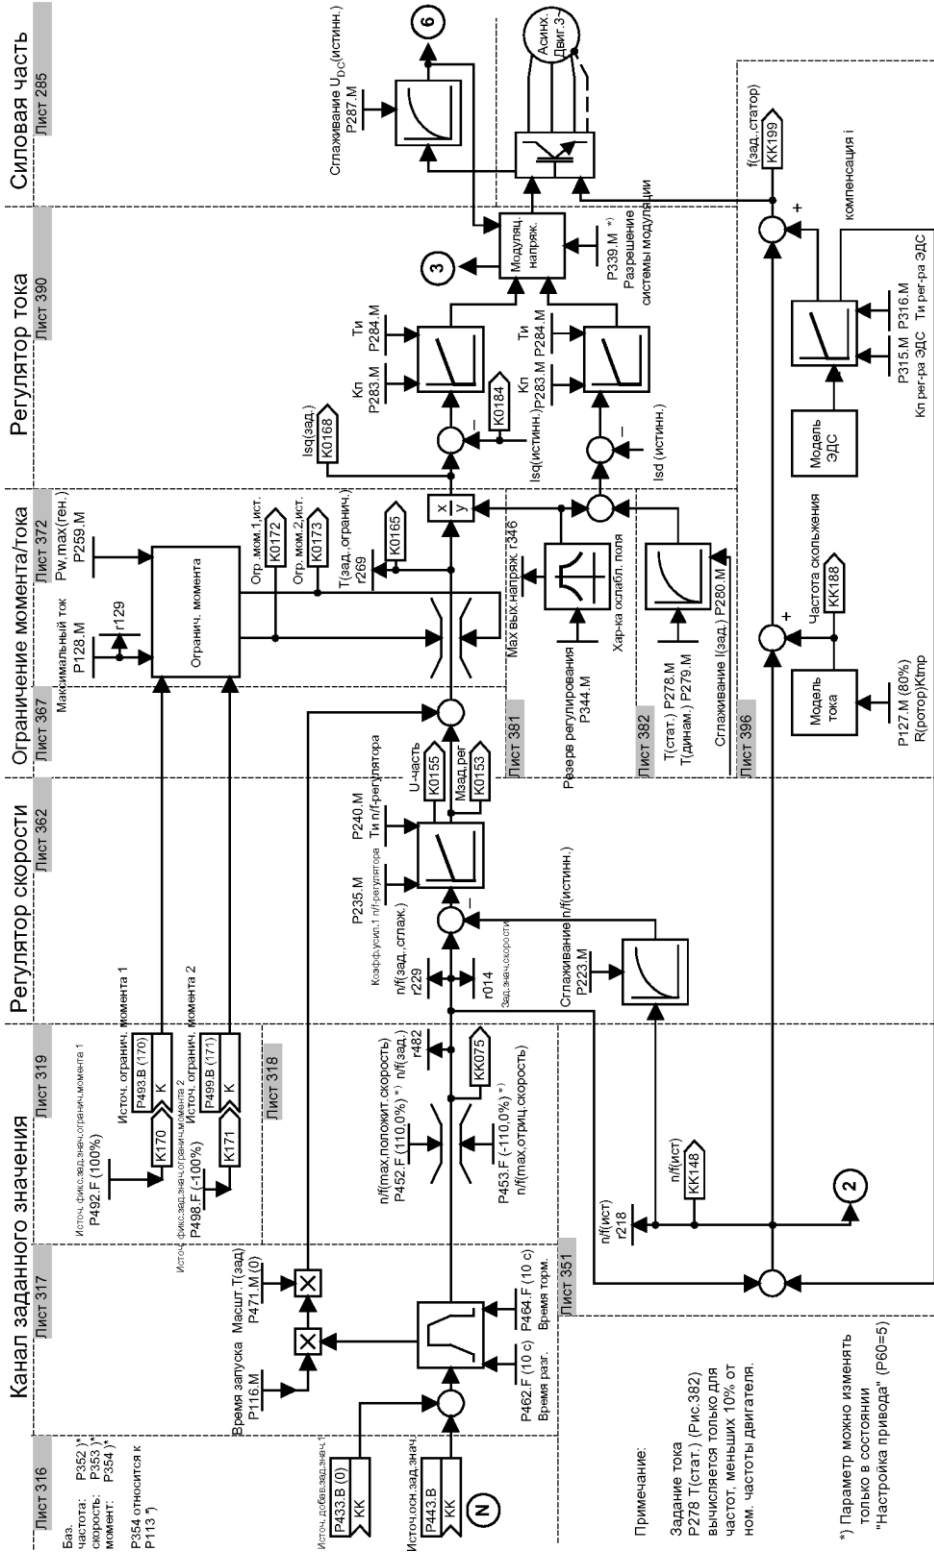 Канал заданного значения
Регулятор скорости
Ограничение момента/тока
Регулятор тока
Силовая часть
Лист 316
Лист 317
Лист 319
Лист 362
Лист 367
Лист 372
Лист 390
Лист 285
Баз.
частота: P352 )*
скорость: P353 )*
момент: P354 )*
P354 относится к
P113 *)
Источ. фикс.зад.знач.огранич.момента 1
P492.F (100%)
K170
Источ. огранич. момента 1
P493.B (170)
K
Источ. фикс.зад.знач.огранич.момента 2
P498.F (-100%)
K171
Источ. огранич. момента 2
P499.B (171)
K
Лист 318
Максимальный ток
P128.M
r129
Pw,max(ген.)
P259.M
Огранич. момента
Огр.мом.1,ист.
K0172
Огр.мом.2,ист.
K0173
T(зад.,огранич.)
r269
K0165
Время запуска
P116.M
Масшт.T(зад)
P471.M (0)
Источ. добав.зад.знач.1
P433.B (0)
KK
Источ.осн.зад.знач.
P443.B
KK
N
P462.F (10 с)
Время разг.
P464.F (10 с)
Время торм.
n/f(max,положит.скорость)
P452.F (110,0%) *)
P453.F (-110,0%) *)
n/f(max,отриц.скорость)
n/f(зад.)
r482
KK075
n/f(зад.,сглаж.)
r229
r014
Зад.знач.скорости
Коэфф.усил.1 n/f-регулятора
P235.M
P240.M
Ти n/f-регулятора
U-часть
K0155
Mзад,рег
K0153
Сглаживание n/f(истинн.)
P223.M
x
y
Isq(зад.)
K0168
Кп
P283.M
Ти
P284.M
K0184
Isq(истинн.)
Кп
P283.M
Ти
P284.M
Isd (истинн.)
3
Модуляц.
напряж.
P339.M *)
Разрешение
системы модуляции
Сглаживание UDC(истинн.)
P287.M
6
Асинх.
Двиг.3~
Лист 381
Резерв регулирования
P344.M
Max вых.напряж. r346
Хар-ка ослабл. поля
Лист 382
T(стат.) P278.M
T(динам.) P279.M
Сглаживание I(зад.) P280.M
Лист 396
Лист 351
n/f(ист)
r218
n/f(ист)
KK148
2
P127.M (80%)
R(ротор)Ktmp
Модель
тока
Частота скольжения
KK188
Модель
ЭДС
P315.M
Кп рег-ра ЭДС
P316.M
Ти рег-ра ЭДС
компенсация i
f(зад.,статор)
KK199
Примечание:
Задание тока
P278 T(стат.) (Рис.382)
вычисляется только для
частот, меньших 10% от
ном. частоты двигателя.
*) Параметр можно изменять
только в состоянии
"Настройка привода" (P60=5)